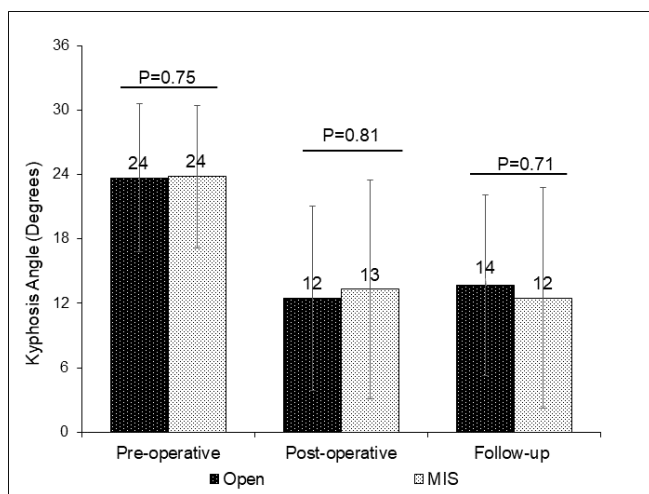 Kyphosis Angle (Degrees)
36
30
24
18
12
6
0
P=0.75
P=0.81
P=0.71
24
24
12
13
14
12
Pre-operative
Post-operative
Follow-up
Open
MIS